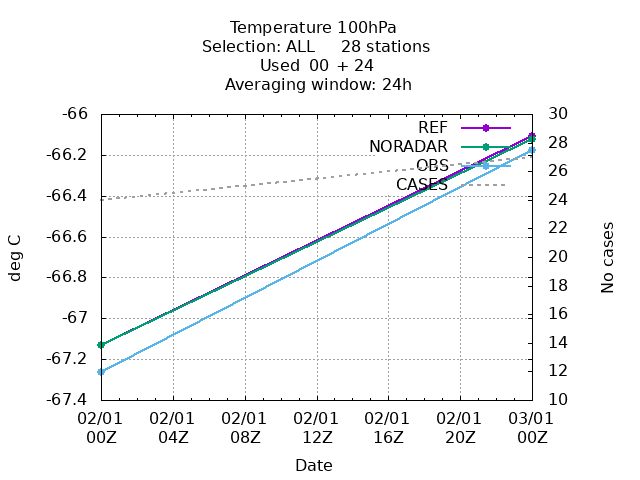 Temperature 100hPa
Selection: ALL     28 stations
Used  00  + 24
Averaging window: 24h
-66
-66.2
-66.4
-66.6
-66.8
-67
-67.2
-67.4
deg C
30
28
26
24
22
20
18
16
14
12
10
No cases
REF
NORADAR
OBS
CASES
02/01
00Z
02/01
04Z
02/01
08Z
02/01
12Z
02/01
16Z
02/01
20Z
03/01
00Z
Date